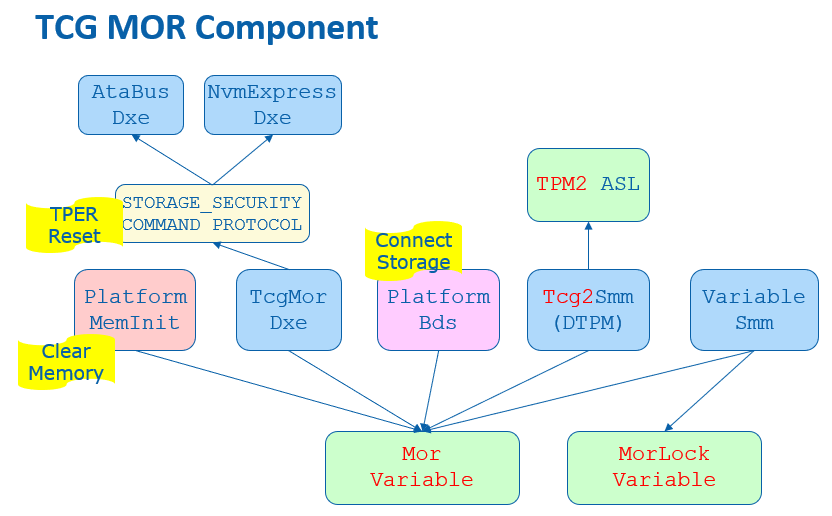 TCG MOR Component
AtaBus
Dxe
NvmExpress
Dxe
TPM2 ASL
STORAGE_SECURITY
COMMAND PROTOCOL
TPER
Reset
Connect
Storage
Platform
MemInit
TcgMor
Dxe
Platform
Bds
Tcg2Smm
(DTPM)
Variable
Smm
Clear
Memory
Mor
Variable
MorLock
Variable